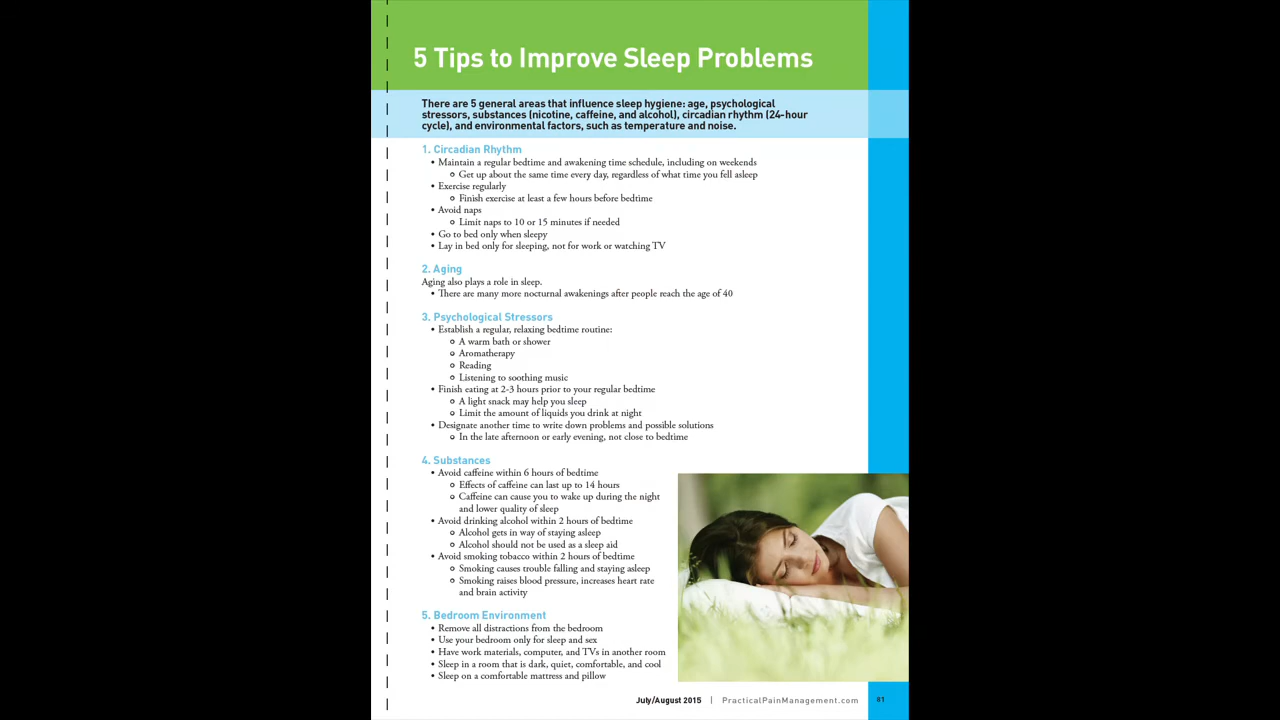 5 Tips to Improve Sleep Problems
There are 5 general areas that influence sleep hygiene: age, psychological
stressors, substances (nicotine, caffeine, and alcohol), circadian rhythm (24-hour
cycle), and environmental factors, such as temperature and noise.
1. Circadian Rhythm
• Maintain a regular bedtime and awakening time schedule, including on weekends
Get up about the same time every day, regardless of what time you fell asleep
• Exercise regularly
Finish exercise at least a few hours before bedtime
• Avoid naps
Limit naps to 10 or 15 minutes if needed
• Go to bed only when sleepy
• Lay in bed only for sleeping, not for work or watching TV
2. Aging
Aging also plays a role in sleep.
• There are many more nocturnal awakenings after people reach the age of 40
3. Psychological Stressors
• Establish a regular, relaxing bedtime routine:
A warm bath or shower
Aromatherapy
Reading
Listening to soothing music
• Finish eating at 2-3 hours prior to your regular bedtime
A light snack may help you sleep
Limit the amount of liquids you drink at night
• Designate another time to write down problems and possible solutions
In the late afternoon or early evening, not close to bedtime
4. Substances
• Avoid caffeine within 6 hours of bedtime
Effects of caffeine can last up to 14 hours
Caffeine can cause you to wake up during the night
and lower quality of sleep
• Avoid drinking alcohol within 2 hours of bedtime
Alcohol gets in way of staying asleep
Alcohol should not be used as a sleep aid
• Avoid smoking tobacco within 2 hours of bedtime
Smoking causes trouble falling and staying asleep
Smoking raises blood pressure, increases heart rate
and brain activity
5. Bedroom Environment
• Remove all distractions from the bedroom
• Use your bedroom only for sleep and sex
• Have work materials, computer, and TVs in another room
• Sleep in a room that is dark, quiet, comfortable, and cool
• Sleep on a comfortable mattress and pillow
July/August 2015 | PracticalPainManagement.com 81